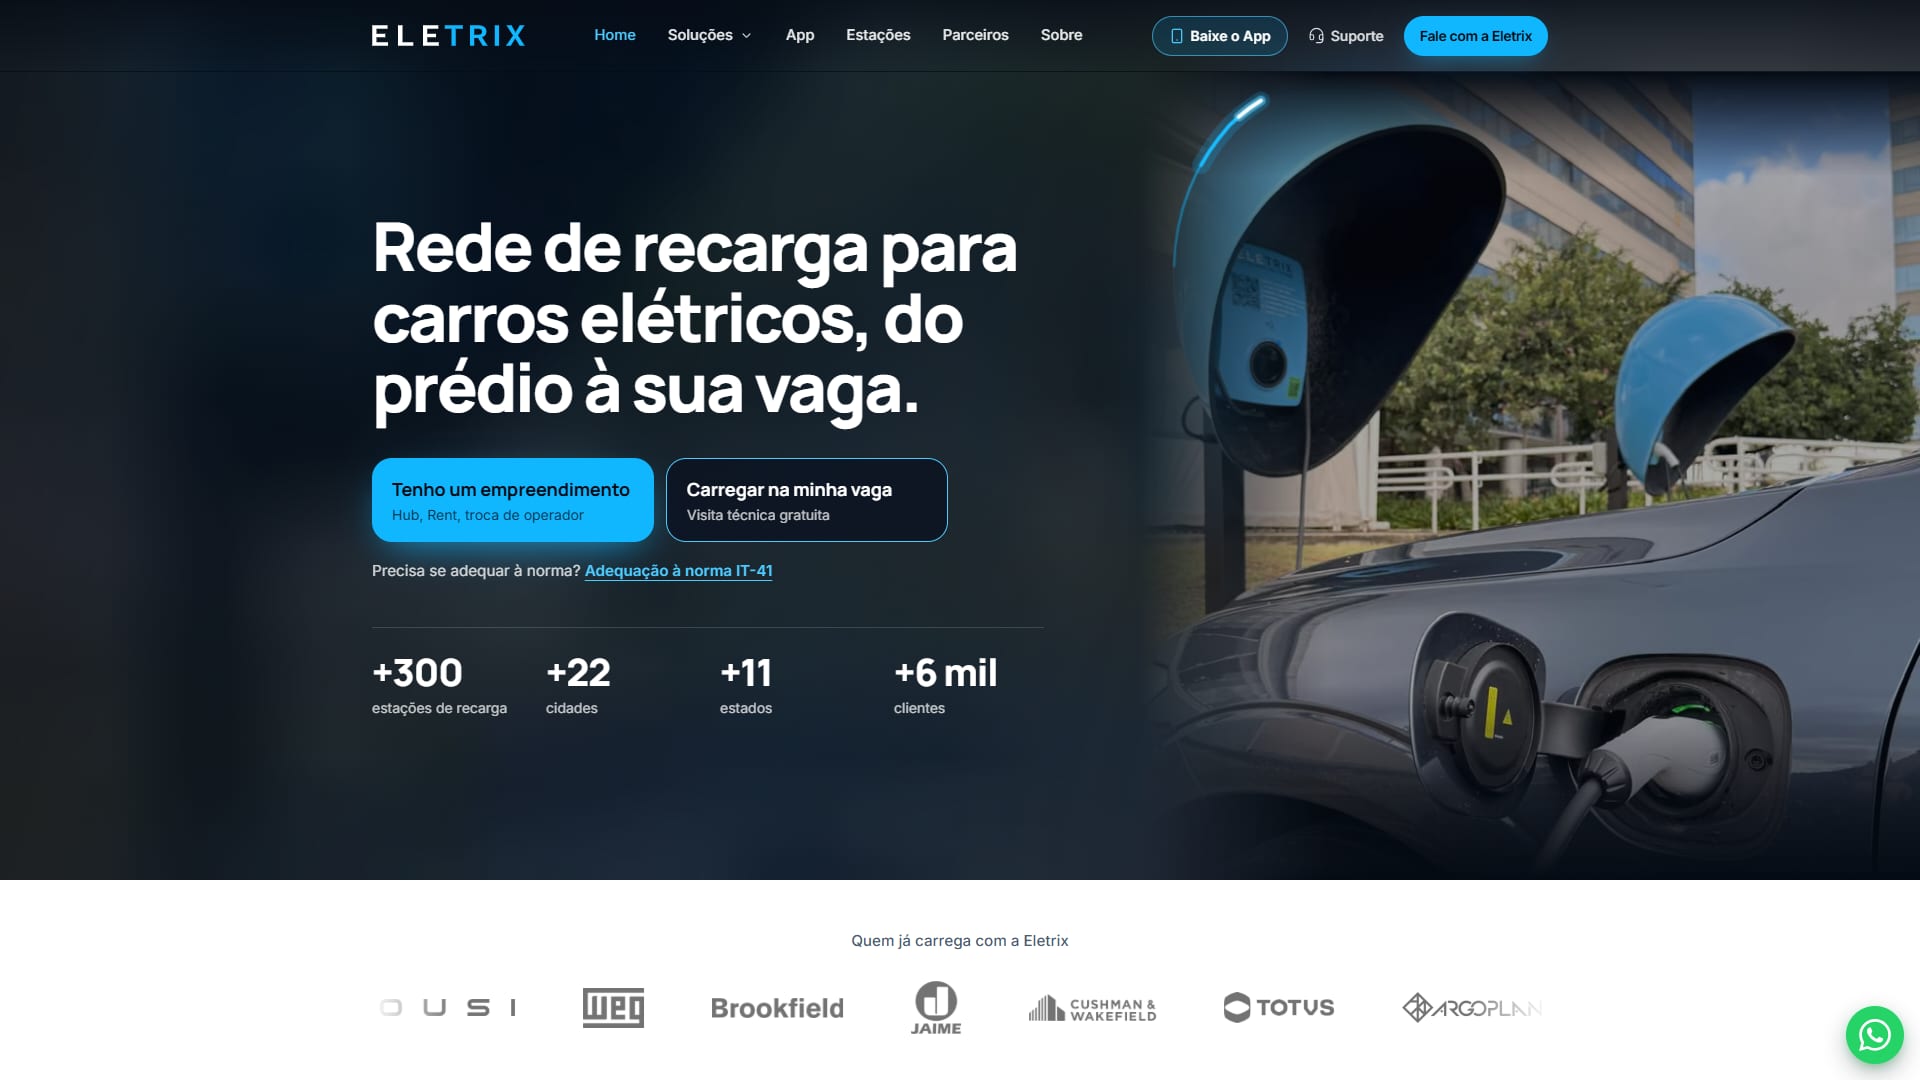 ELETRIX
Home
Soluções
App
Estações
Parceiros
Sobre
Baixe o App
Suporte
Fale com a Eletrix
ELETRIX
Rede de recarga para
carros elétricos, do
prédio à sua vaga.
Tenho um empreendimento
Hub, Rent, troca de operador
Carregar na minha vaga
Visita técnica gratuita
Precisa se adequar à norma? Adequação à norma IT-41
+300
estações de recarga
+22
cidades
+11
estados
+6 mil
clientes
Quem já carrega com a Eletrix
OUSI
WEG
Brookfield
JAIME
CUSHMAN &
WAKEFIELD
TOTVS
ARGOPLAN